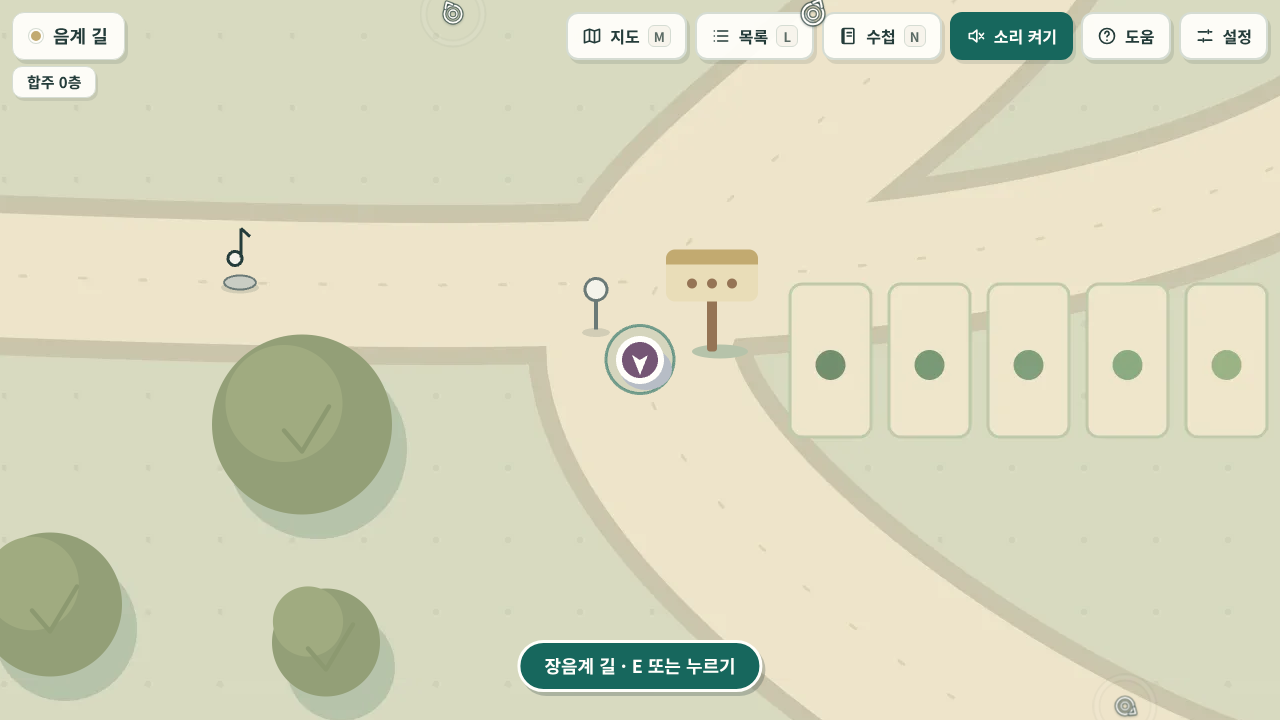 음계 길
지도 M
목록 L
수첩 N
소리 켜기
도움
설정
합주 0층
장음계 길 · E 또는 누르기